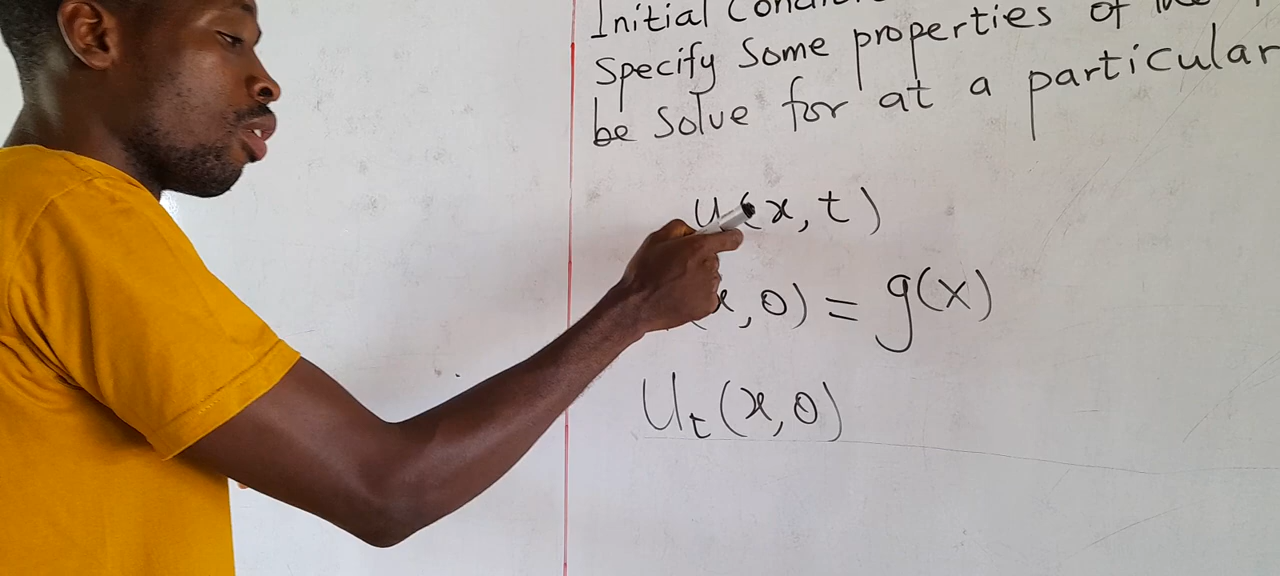 Initial
Specify Some properties of
be Solve for at a particular
u(x,t)
(x,0) = g(x)
Ut(x,0)